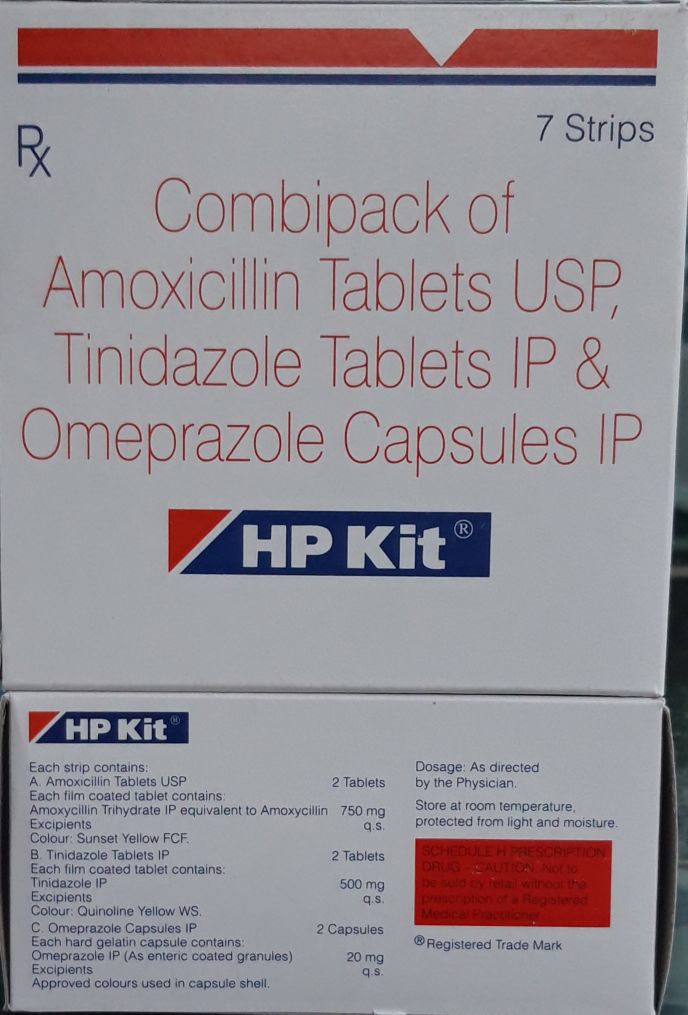 Rx
7 Strips
Combipack of
Amoxicillin Tablets USP,
Tinidazole Tablets IP &
Omeprazole Capsules IP
HP Kit ®
HP Kit ®
Each strip contains:
A. Amoxicillin Tablets USP 2 Tablets
Each film coated tablet contains:
Amoxycillin Trihydrate IP equivalent to Amoxycillin 750 mg
Excipients q.s.
Colour: Sunset Yellow FCF.
B. Tinidazole Tablets IP 2 Tablets
Each film coated tablet contains:
Tinidazole IP 500 mg
Excipients q.s.
Colour: Quinoline Yellow WS.
C. Omeprazole Capsules IP 2 Capsules
Each hard gelatin capsule contains:
Omeprazole IP (As enteric coated granules) 20 mg
Excipients q.s.
Approved colours used in capsule shell.
Dosage: As directed
by the Physician.
Store at room temperature,
protected from light and moisture.
SCHEDULE H PRESCRIPTION
DRUG - CAUTION: Not to
be sold by retail without the
prescription of a Registered
Medical Practitioner.
® Registered Trade Mark